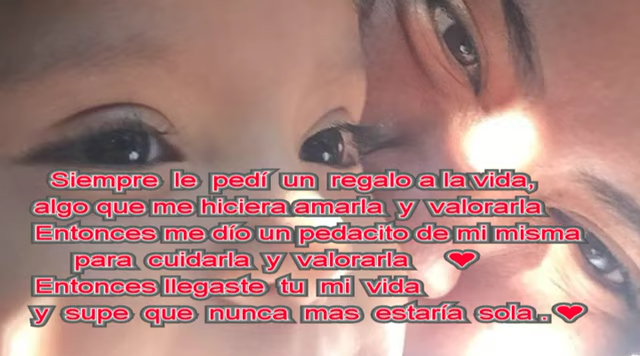 Siempre le pedí un regalo a la vida,
algo que me hiciera amarla y valorarla
Entonces me dío un pedacito de mi misma
para cuidarla y valorarla ❤
Entonces llegaste tu mi vida
y supe que nunca mas estaría sola . ❤